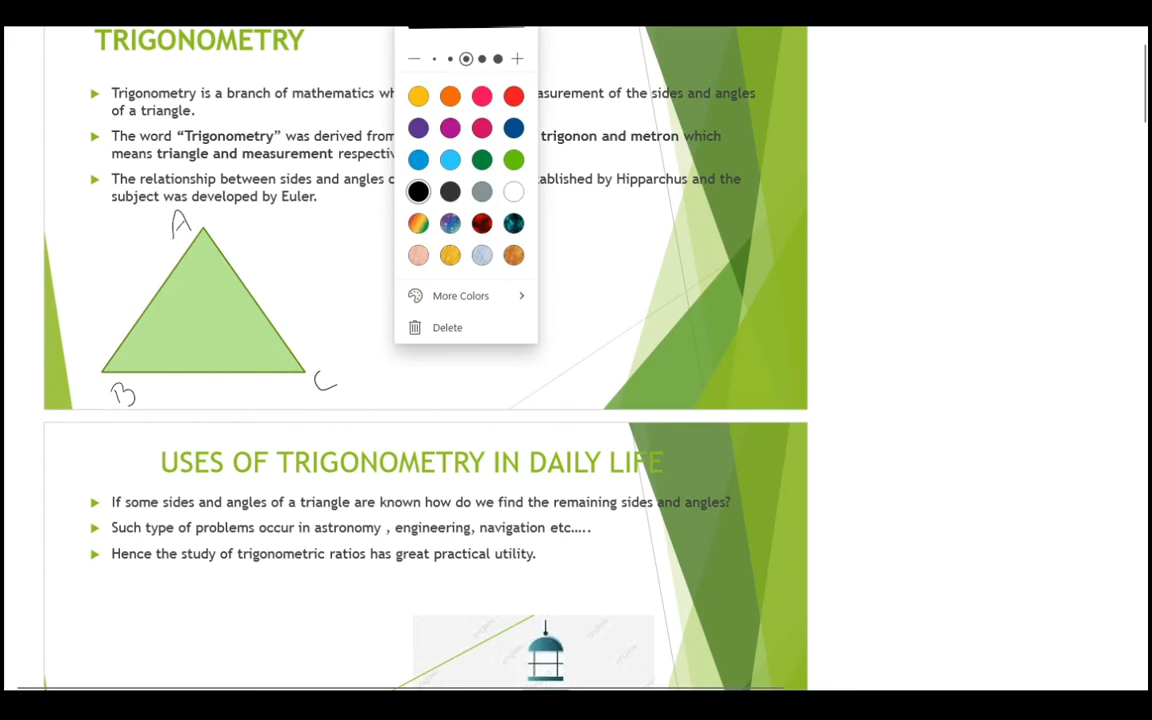 TRIGONOMETRY
Trigonometry is a branch of mathematics wh asurement of the sides and angles
of a triangle.
The word “Trigonometry” was derived from trigonon and metron which
means triangle and measurement respectiv
The relationship between sides and angles ablished by Hipparchus and the
subject was developed by Euler.
A
B
C
More Colors
Delete
USES OF TRIGONOMETRY IN DAILY LIFE
If some sides and angles of a triangle are known how do we find the remaining sides and angles?
Such type of problems occur in astronomy , engineering, navigation etc…..
Hence the study of trigonometric ratios has great practical utility.